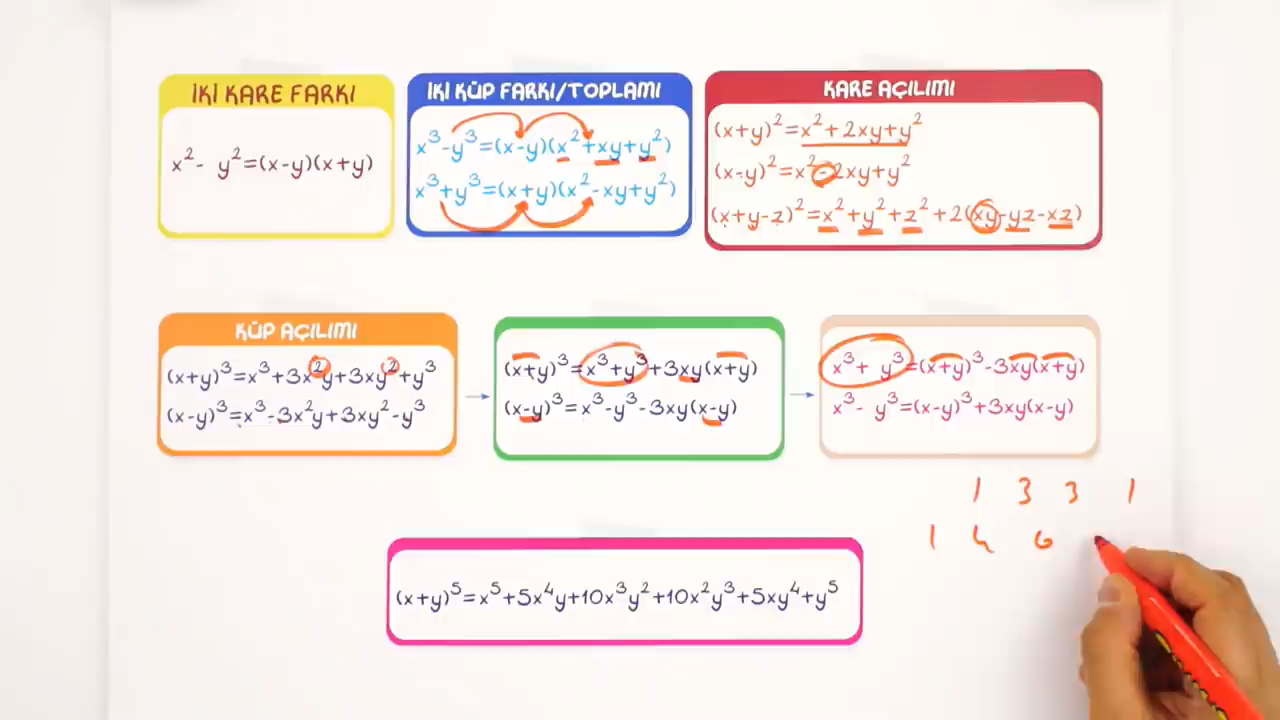 İKİ KARE FARKI
x²- y²=(x-y)(x+y)
İKİ KÜP FARKI/TOPLAMI
x³-y³=(x-y)(x²+xy+y²)
x³+y³=(x+y)(x²-xy+y²)
KARE AÇILIMI
(x+y)²=x²+2xy+y²
(x-y)²=x²-2xy+y²
(x+y-z)²=x²+y²+z²+2(xy-yz-xz)
KÜP AÇILIMI
(x+y)³=x³+3x²y+3xy²+y³
(x-y)³=x³-3x²y+3xy²-y³
(x+y)³=x³+y³+3xy(x+y)
(x-y)³=x³-y³-3xy(x-y)
x³+ y³=(x+y)³-3xy(x+y)
x³- y³=(x-y)³+3xy(x-y)
1 3 3 1
1 4 6
(x+y)⁵=x⁵+5x⁴y+10x³y²+10x²y³+5xy⁴+y⁵